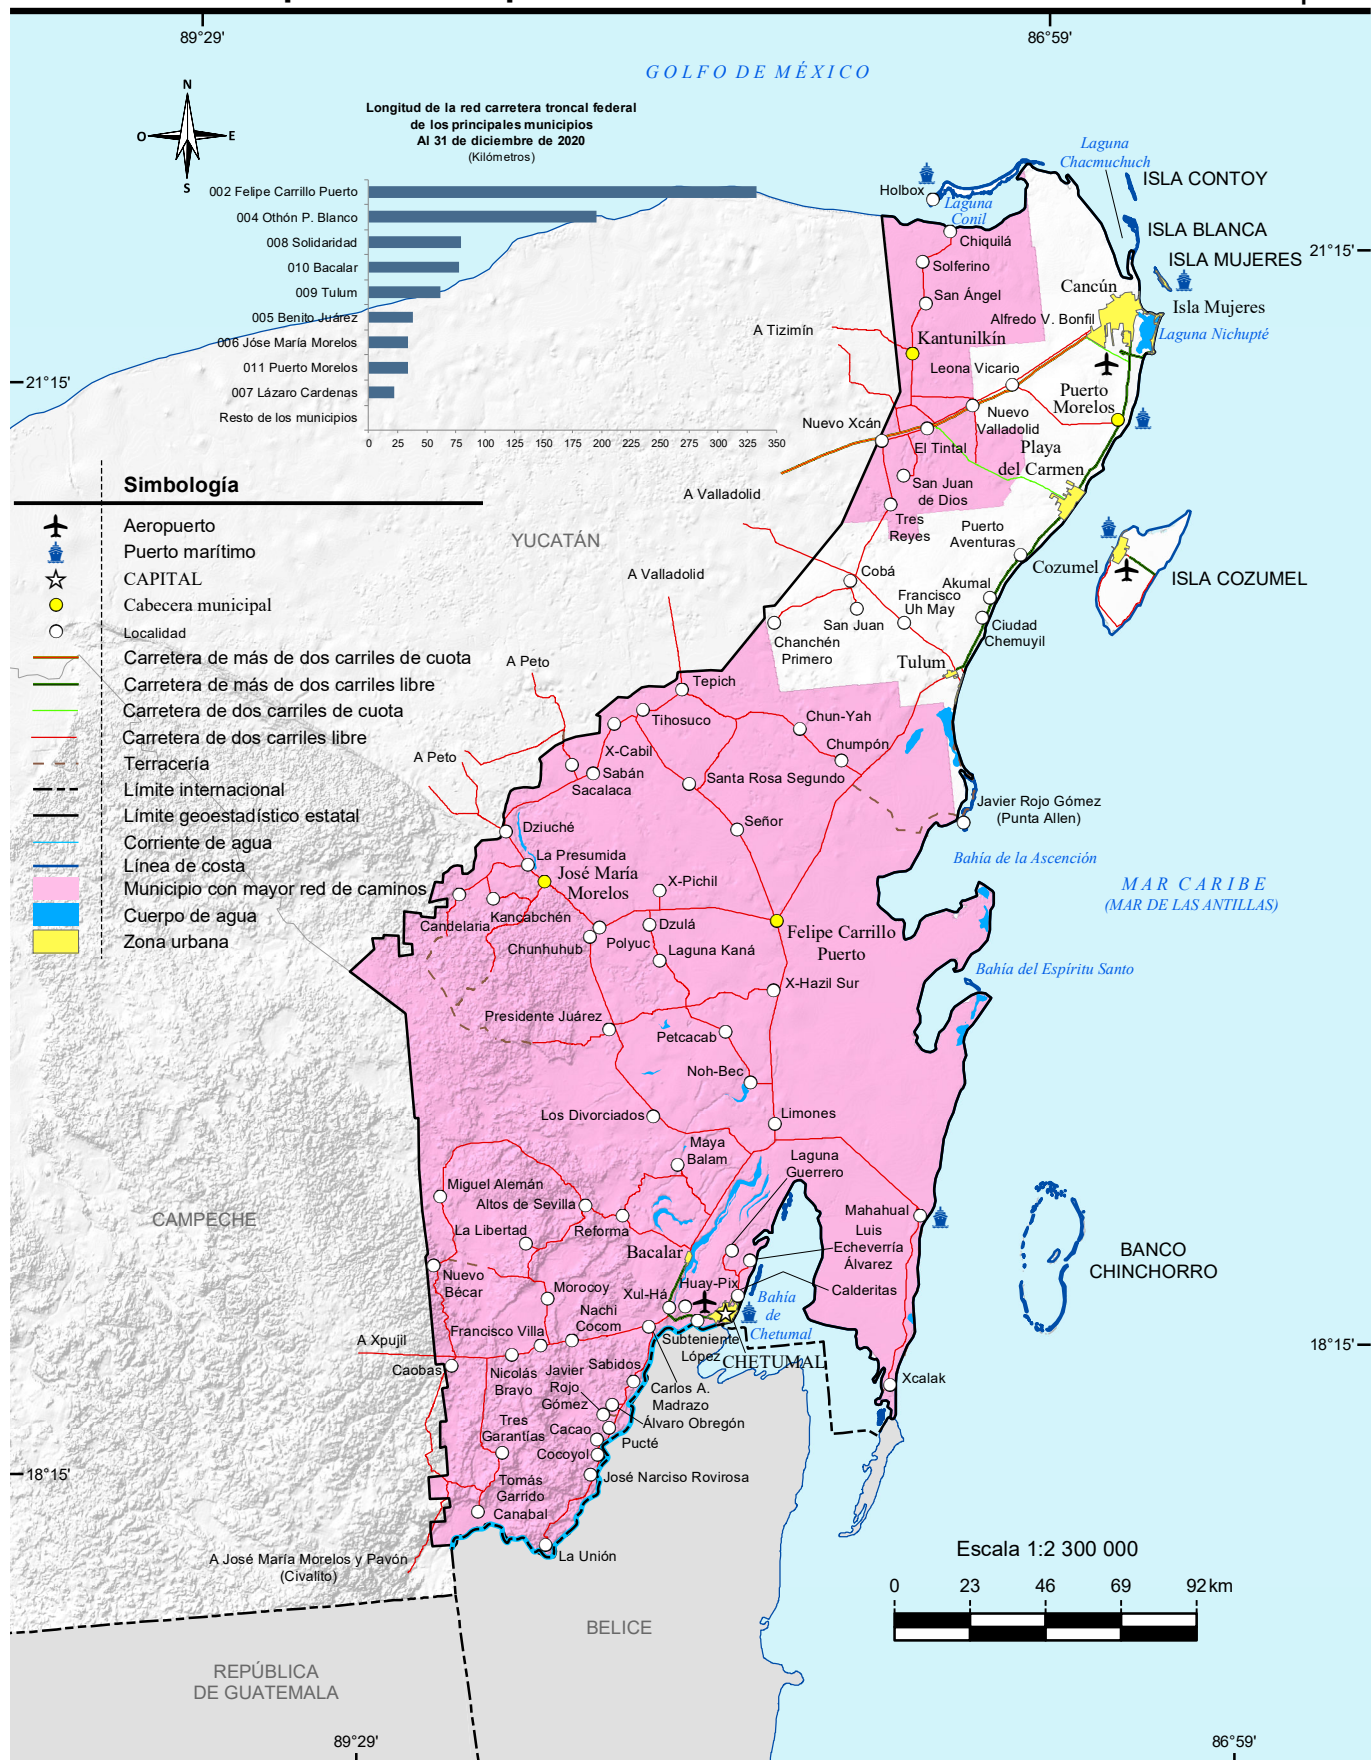 89°29'
86°59'
GOLFO DE MÉXICO
N
O
E
S
Longitud de la red carretera troncal federal
de los principales municipios
Al 31 de diciembre de 2020
(Kilómetros)
002 Felipe Carrillo Puerto
004 Othón P. Blanco
008 Solidaridad
010 Bacalar
009 Tulum
005 Benito Juárez
006 Jóse María Morelos
011 Puerto Morelos
007 Lázaro Cardenas
Resto de los municipios
0 25 50 75 100 125 150 175 200 225 250 275 300 325 350
Laguna
Chacmuchuch
ISLA CONTOY
Holbox
Laguna
Conil
ISLA BLANCA
Chiquilá
ISLA MUJERES
21°15'
Solferino
Cancún
San Ángel
Isla Mujeres
Alfredo V. Bonfil
A Tizimín
Kantunilkín
Laguna Nichupté
Leona Vicario
21°15'
Puerto
Morelos
Nuevo
Valladolid
Nuevo Xcán
El Tintal
Playa
del Carmen
San Juan
de Dios
A Valladolid
Tres
Reyes
Puerto
Aventuras
YUCATÁN
Cozumel
ISLA COZUMEL
A Valladolid
Cobá
Akumal
Francisco
Uh May
San Juan
Ciudad
Chemuyil
Chanchén
Primero
Tulum
Simbología
Aeropuerto
Puerto marítimo
CAPITAL
Cabecera municipal
Localidad
Carretera de más de dos carriles de cuota
Carretera de más de dos carriles libre
Carretera de dos carriles de cuota
Carretera de dos carriles libre
Terracería
Límite internacional
Límite geoestadístico estatal
Corriente de agua
Línea de costa
Municipio con mayor red de caminos
Cuerpo de agua
Zona urbana
A Peto
Tepich
Tihosuco
Chun-Yah
A Peto
X-Cabil
Chumpón
Sabán
Sacalaca
Santa Rosa Segundo
Javier Rojo Gómez
(Punta Allen)
Dziuché
Señor
La Presumida
José María
Morelos
Bahía de la Ascención
X-Pichil
MAR CARIBE
(MAR DE LAS ANTILLAS)
Kancabchén
Candelaria
Dzulá
Felipe Carrillo
Puerto
Chunhuhub
Polyuc
Laguna Kaná
Bahía del Espíritu Santo
X-Hazil Sur
Presidente Juárez
Petcacab
Noh-Bec
Los Divorciados
Limones
Maya
Balam
Laguna
Guerrero
Miguel Alemán
Altos de Sevilla
Mahahual
CAMPECHE
La Libertad
Reforma
Luis
Echeverría
Álvarez
Bacalar
BANCO
CHINCHORRO
Nuevo
Bécar
Huay-Pix
Morocoy
Xul-Há
Calderitas
Nachi
Cocom
Bahía
de
Chetumal
Francisco Villa
A Xpujil
Subteniente
López
CHETUMAL
18°15'
Caobas
Nicolás
Bravo
Javier
Rojo
Gómez
Sabidos
Xcalak
Carlos A.
Madrazo
Tres
Garantías
Álvaro Obregón
Cacao
Pucté
Cocoyol
18°15'
José Narciso Rovirosa
Tomás
Garrido
Canabal
A José María Morelos y Pavón
(Civalito)
La Unión
Escala 1:2 300 000
0 23 46 69 92 km
BELICE
REPÚBLICA
DE GUATEMALA
89°29'
86°59'